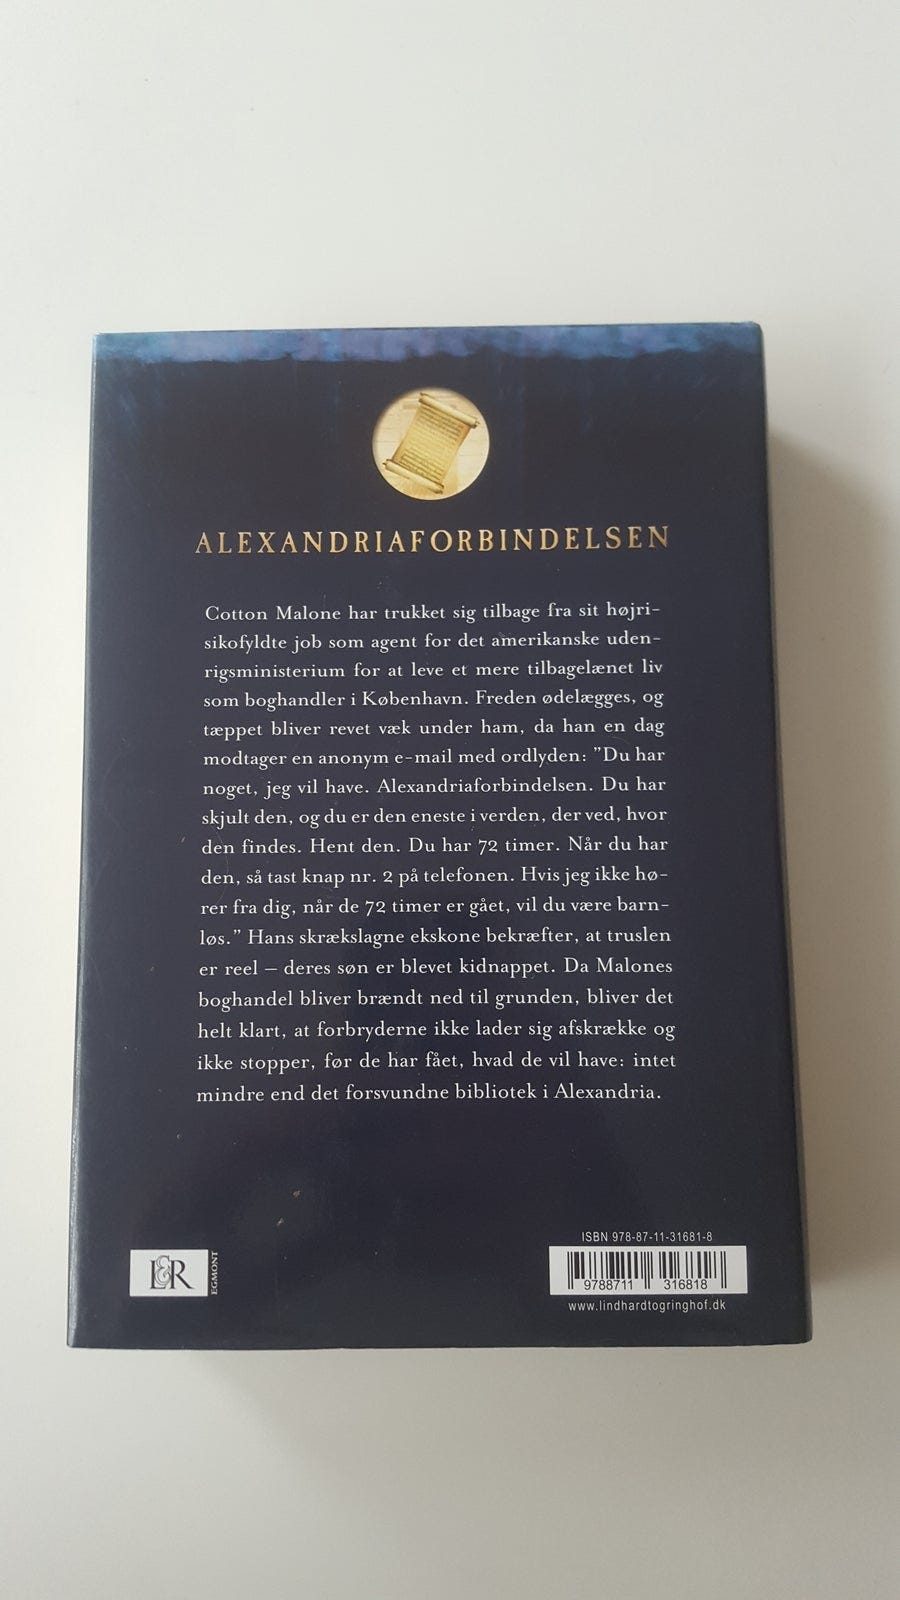 ALEXANDRIAFORBINDELSEN
Cotton Malone har trukket sig tilbage fra sit højri-
sikofyldte job som agent for det amerikanske uden-
rigsministerium for at leve et mere tilbagelænet liv
som boghandler i København. Freden ødelægges, og
tæppet bliver revet væk under ham, da han en dag
modtager en anonym e-mail med ordlyden: ”Du har
noget, jeg vil have. Alexandriaforbindelsen. Du har
skjult den, og du er den eneste i verden, der ved, hvor
den findes. Hent den. Du har 72 timer. Når du har
den, så tast knap nr. 2 på telefonen. Hvis jeg ikke hø-
rer fra dig, når de 72 timer er gået, vil du være barn-
løs.” Hans skrækslagne ekskone bekræfter, at truslen
er reel – deres søn er blevet kidnappet. Da Malones
boghandel bliver brændt ned til grunden, bliver det
helt klart, at forbryderne ikke lader sig afskrække og
ikke stopper, før de har fået, hvad de vil have: intet
mindre end det forsvundne bibliotek i Alexandria.
L&R
EGMONT
ISBN 978-87-11-31681-8
9788711 316818
www.lindhardtogringhof.dk